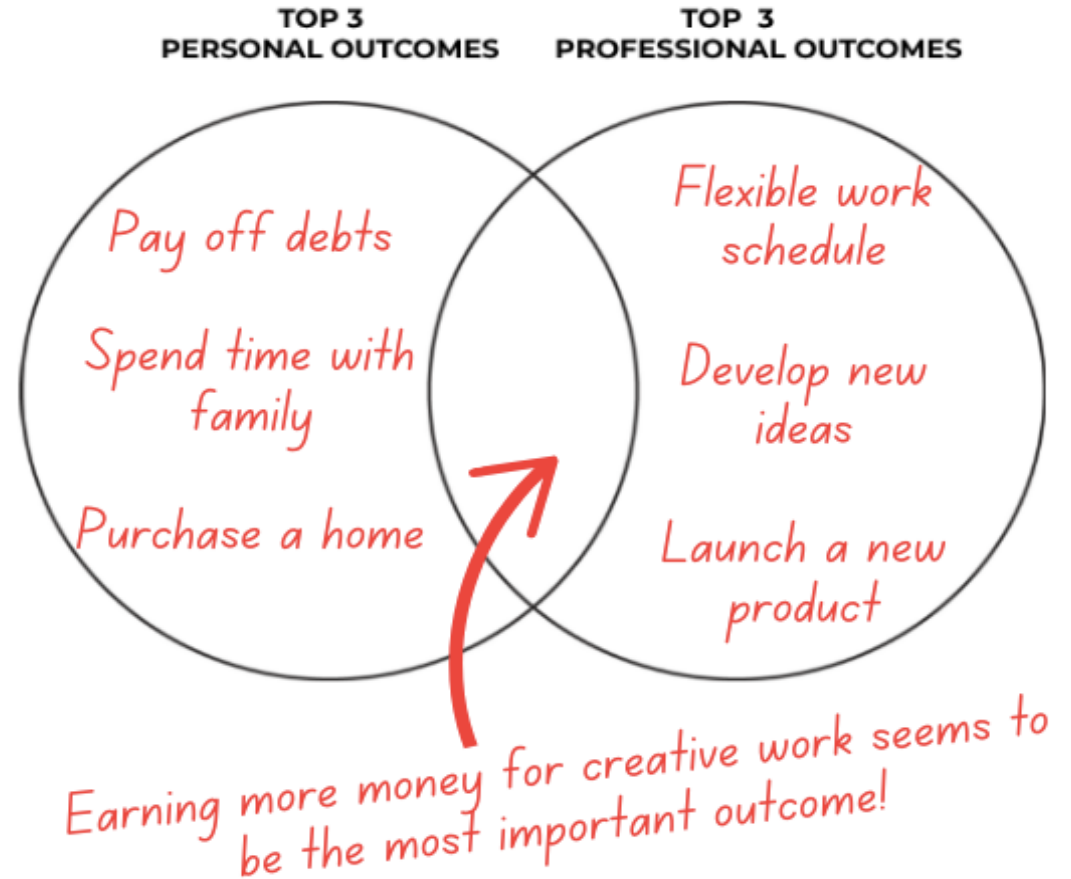 TOP 3
PERSONAL OUTCOMES
TOP 3
PROFESSIONAL OUTCOMES
Pay off debts
Spend time with
family
Purchase a home
Flexible work
schedule
Develop new
ideas
Launch a new
product
Earning more money for creative work seems to
be the most important outcome!